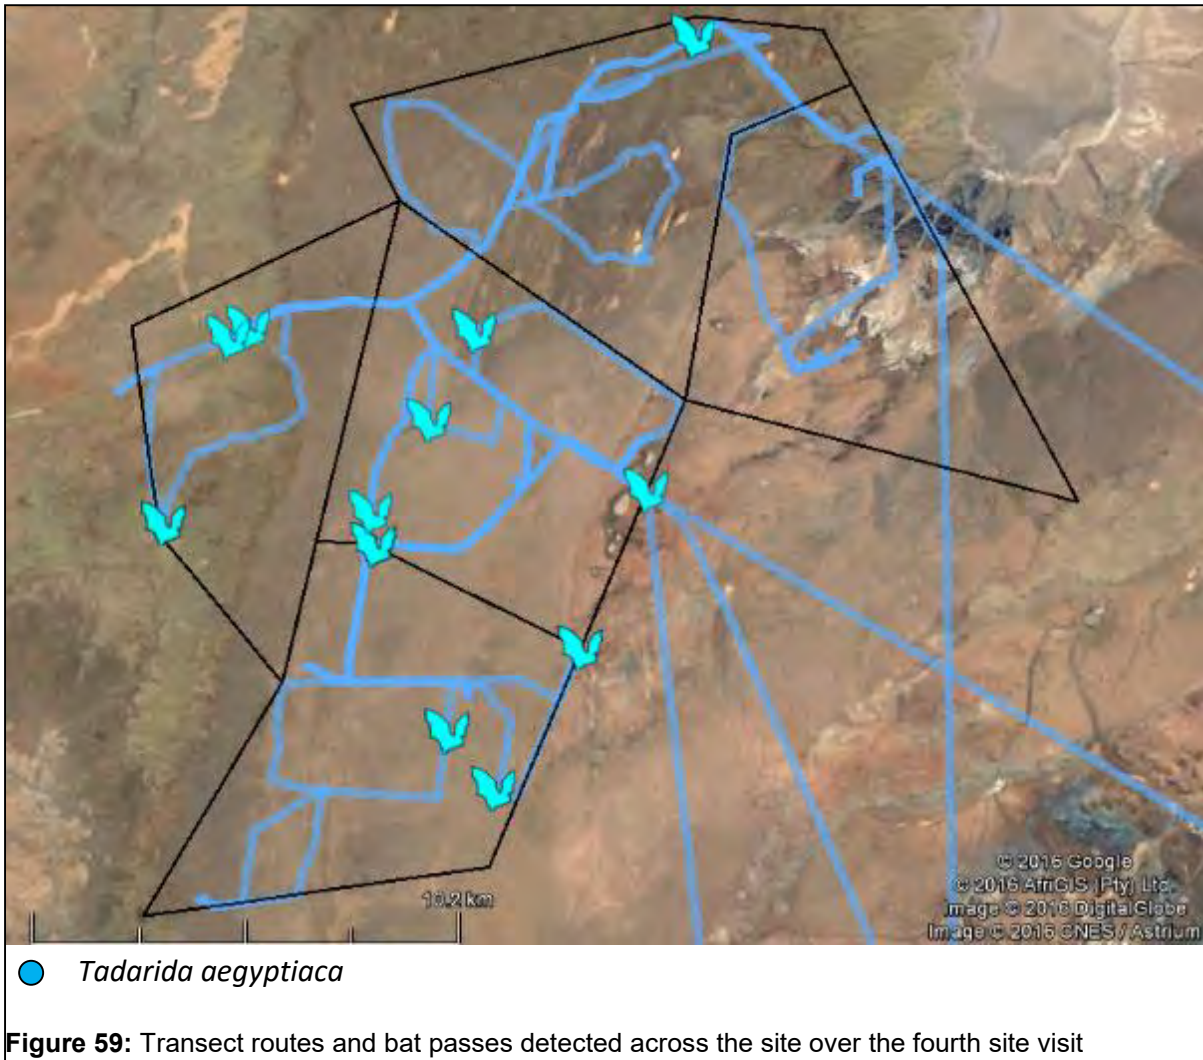 10.2 km
© 2016 Google
© 2016 AfriGIS (Pty) Ltd.
Image © 2016 DigitalGlobe
Image © 2016 CNES / Astrium
Tadarida aegyptiaca
Figure 59: Transect routes and bat passes detected across the site over the fourth site visit